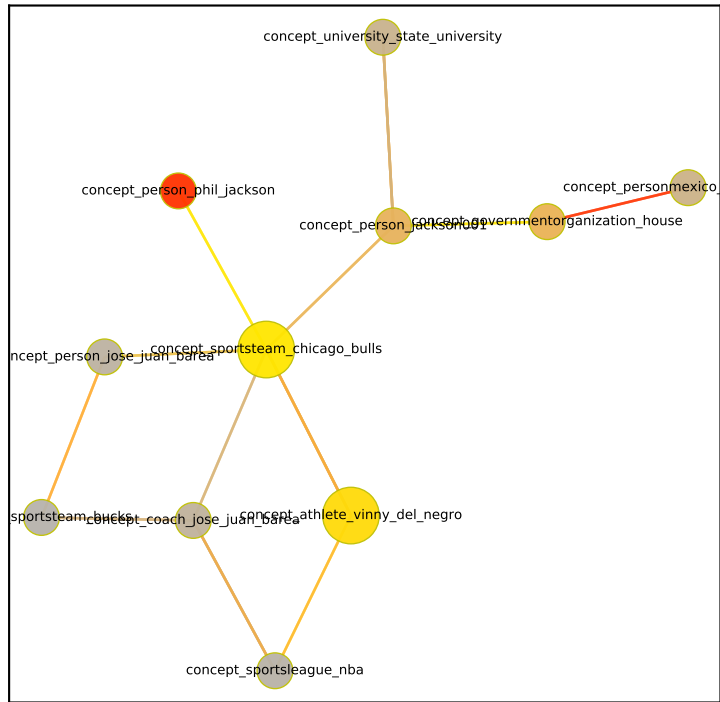 concept_university_state_university
concept_personmexico_
concept_person_phil_jackson
concept_governmentorganization_house
concept_person_jackson001
concept_sportsteam_chicago_bulls
ncept_person_jose_juan_barea
concept_athlete_vinny_del_negro
sportsteam_bucks
concept_coach_jose_juan_barea
concept_sportsleague_nba